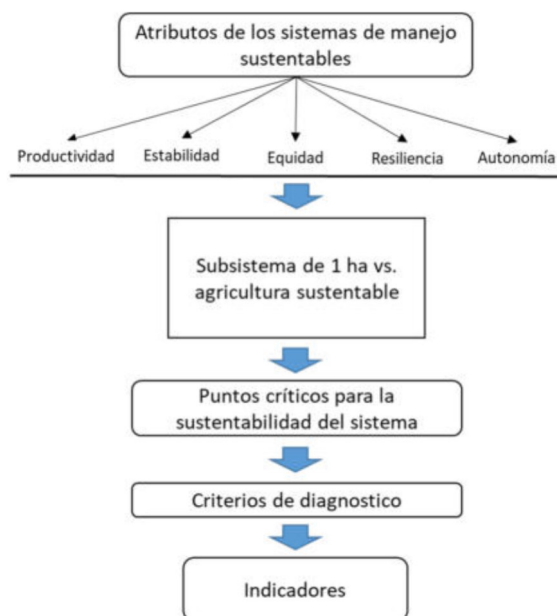 Atributos de los sistemas de manejo
sustentables
Productividad Estabilidad Equidad Resiliencia Autonomía
Subsistema de 1 ha vs.
agricultura sustentable
Puntos críticos para la
sustentabilidad del sistema
Criterios de diagnostico
Indicadores